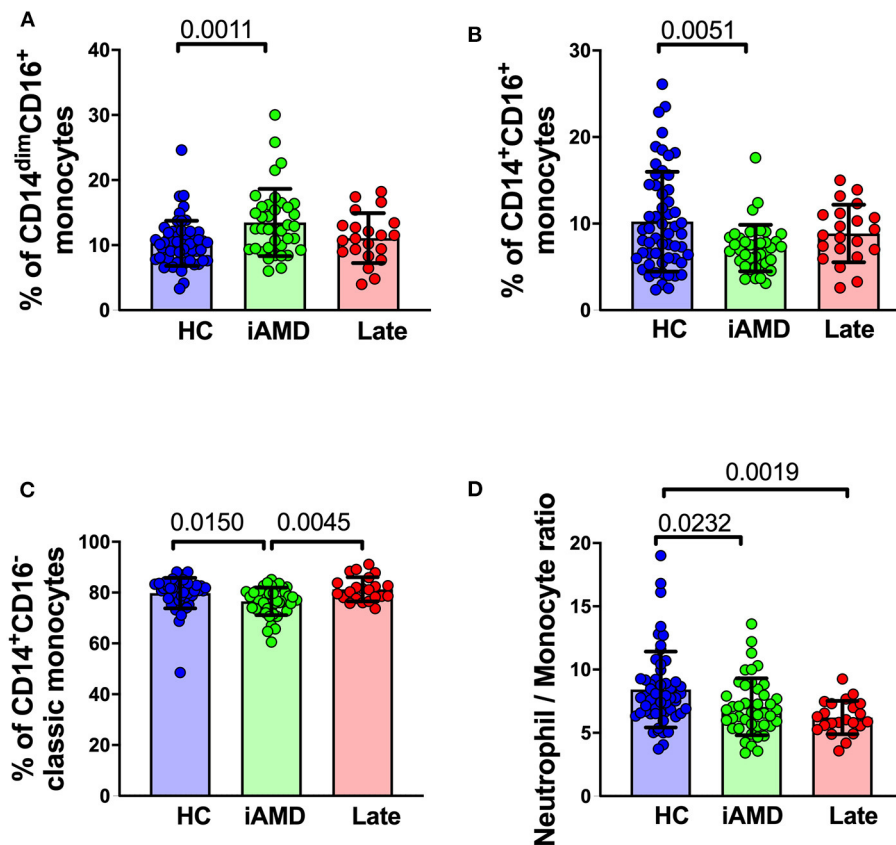 A
0.0011
% of CD14dimCD16+
monocytes
40
30
20
10
0
HC iAMD Late
B
0.0051
% of CD14+CD16+
monocytes
30
20
10
0
HC iAMD Late
C
0.0150 0.0045
% of CD14+CD16-
classic monocytes
100
80
60
40
20
0
HC iAMD Late
D
0.0019
0.0232
Neutrophil / Monocyte ratio
20
15
10
5
0
HC iAMD Late